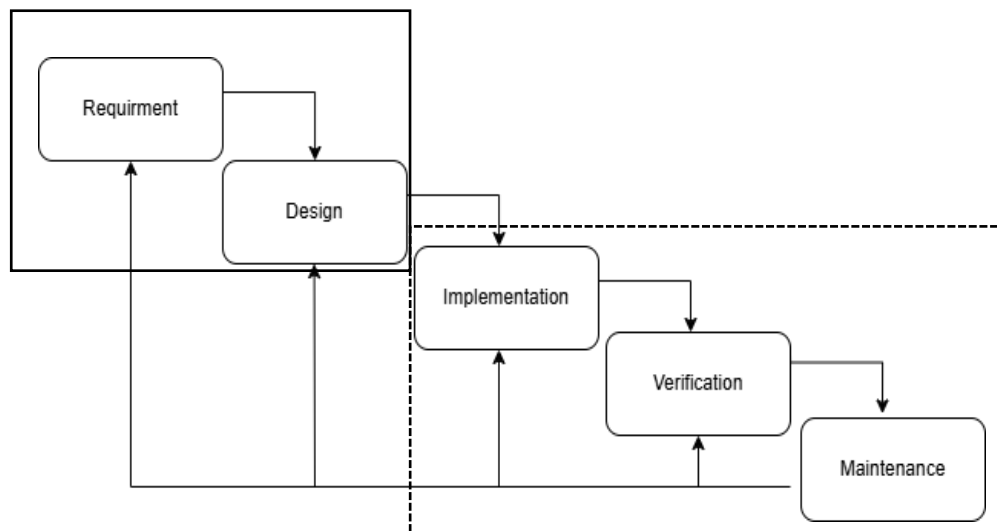 Requirment
Design
Implementation
Verification
Maintenance